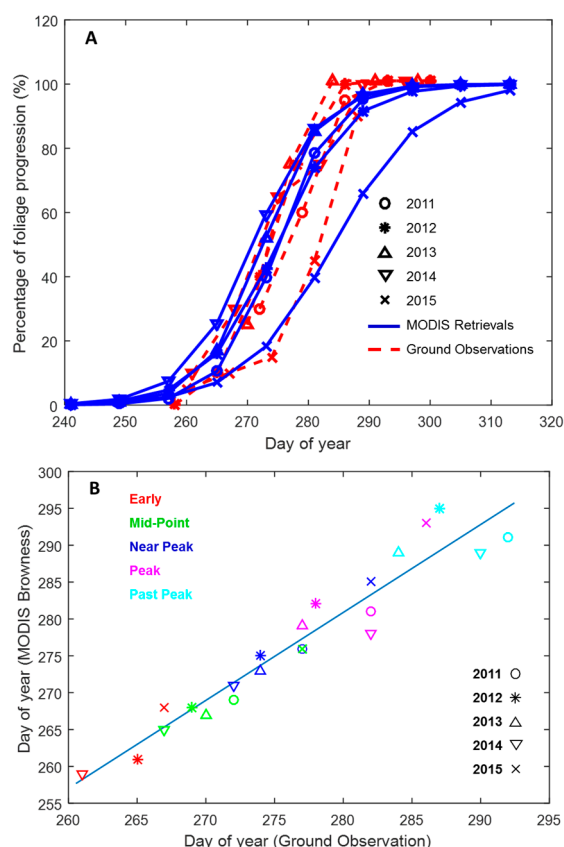 A
Percentage of foliage progression (%)
120
100
80
60
40
20
0
2011
2012
2013
2014
2015
MODIS Retrievals
Ground Observations
240 250 260 270 280 290 300 310 320
Day of year
B
Day of year (MODIS Browness)
300
295
290
285
280
275
270
265
260
255
Early
Mid-Point
Near Peak
Peak
Past Peak
2011
2012
2013
2014
2015
260 265 270 275 280 285 290 295
Day of year (Ground Observation)